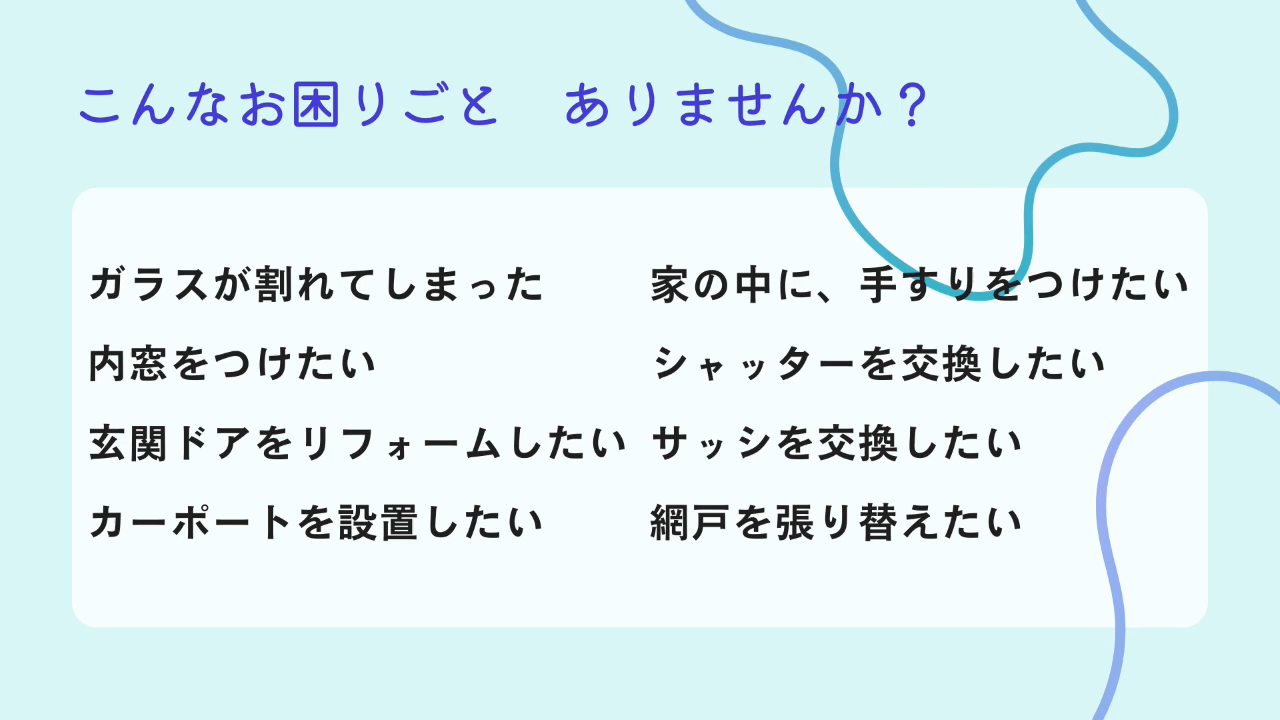 こんなお困りごと　ありませんか？
ガラスが割れてしまった
内窓をつけたい
玄関ドアをリフォームしたい
カーポートを設置したい
家の中に、手すりをつけたい
シャッターを交換したい
サッシを交換したい
網戸を張り替えたい